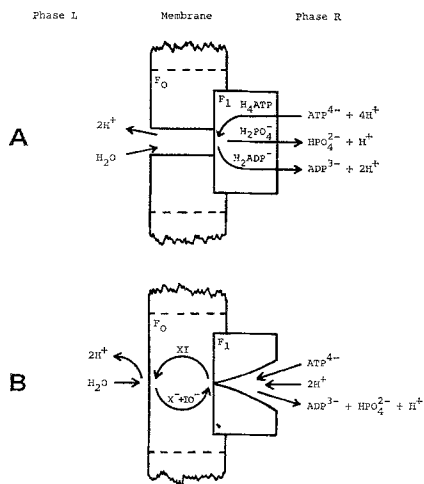 Phase L Membrane Phase R
A
F₀
F₁
H₄ATP
ATP⁴⁻ + 4H⁺
2H⁺
H₂PO₄⁻
HPO₄²⁻ + H⁺
H₂O
H₂ADP⁻
ADP³⁻ + 2H⁺
B
F₀
F₁
2H⁺
XI
ATP⁴⁻
H₂O
2H⁺
X⁻+IO⁻
ADP³⁻ + HPO₄²⁻ + H⁺